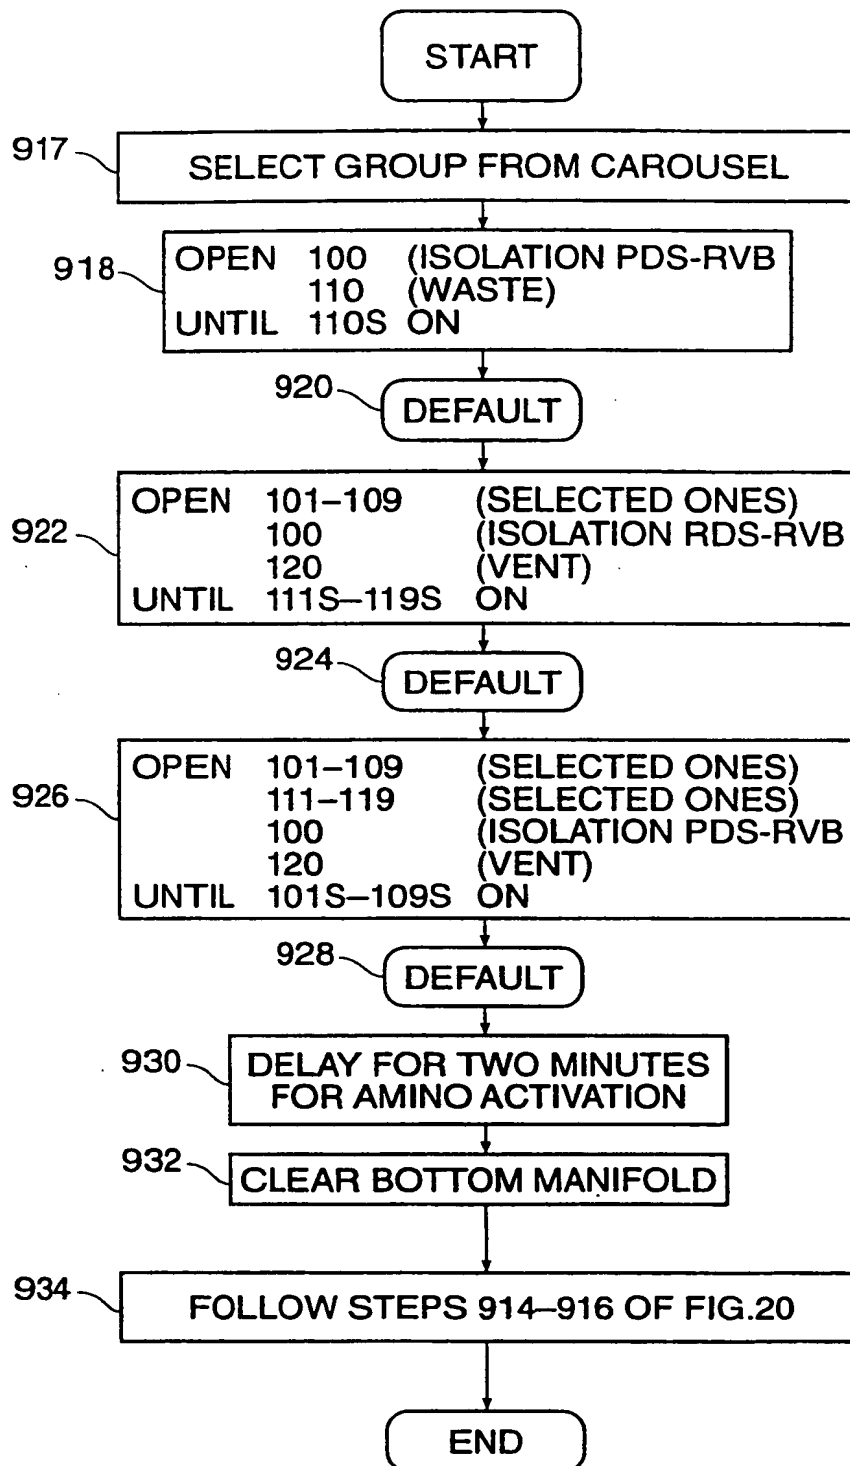 START
917
SELECT GROUP FROM CAROUSEL
918
OPEN 100 (ISOLATION PDS-RVB
110 (WASTE)
UNTIL 110S ON
920
DEFAULT
922
OPEN 101–109 (SELECTED ONES)
100 (ISOLATION RDS-RVB
120 (VENT)
UNTIL 111S–119S ON
924
DEFAULT
926
OPEN 101–109 (SELECTED ONES)
111–119 (SELECTED ONES)
100 (ISOLATION PDS-RVB
120 (VENT)
UNTIL 101S–109S ON
928
DEFAULT
930
DELAY FOR TWO MINUTES
FOR AMINO ACTIVATION
932
CLEAR BOTTOM MANIFOLD
934
FOLLOW STEPS 914–916 OF FIG.20
END